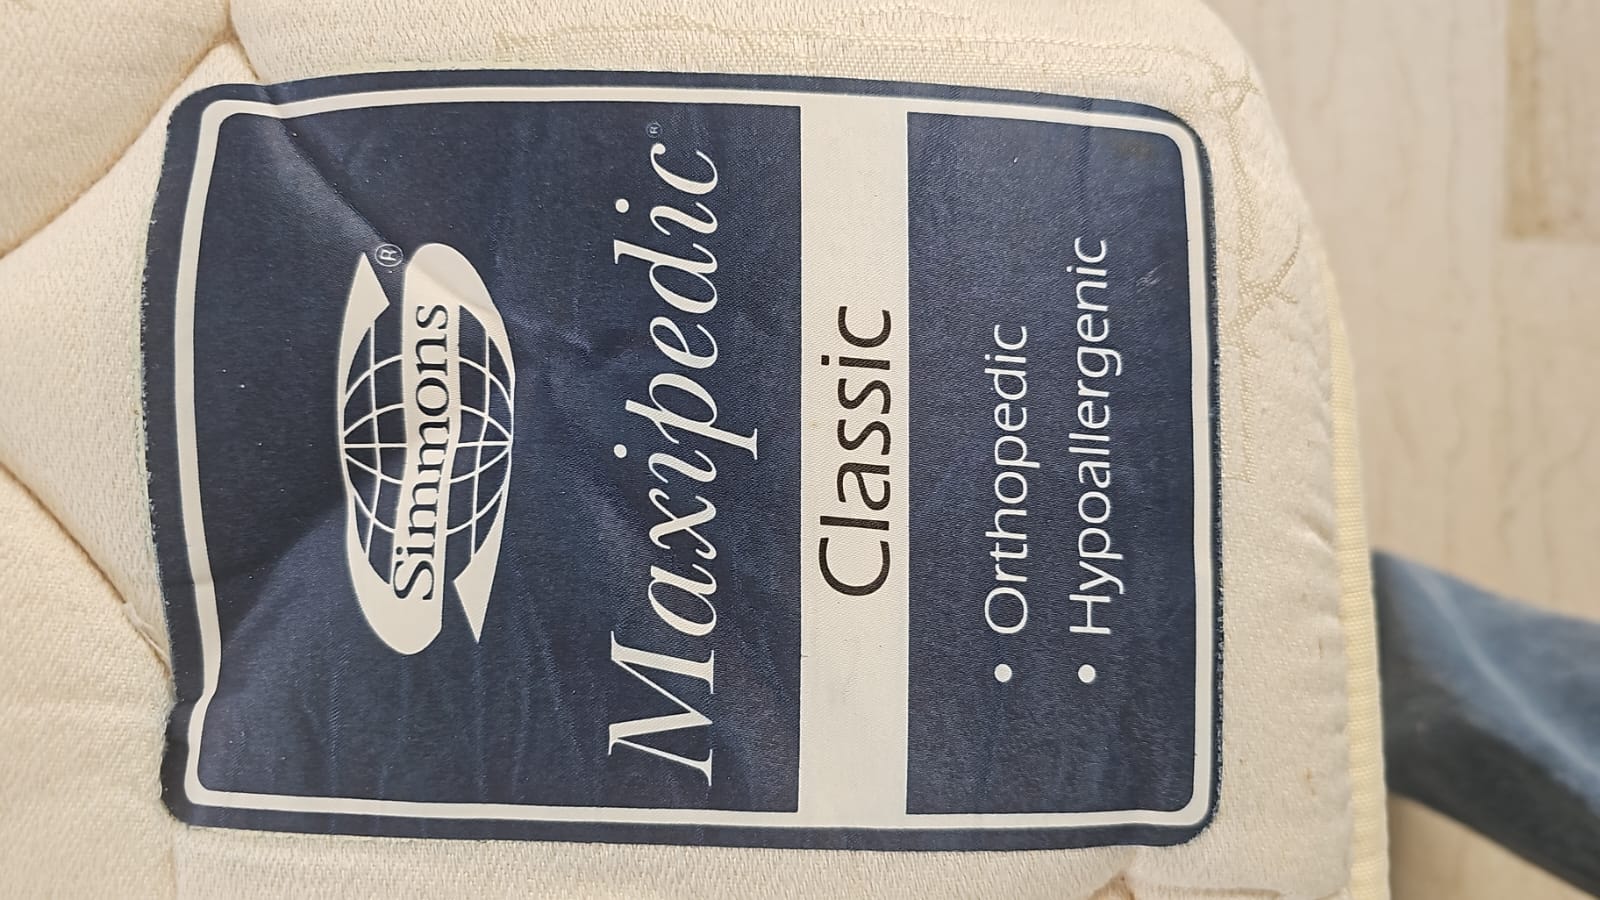 Simmons®
Maxipedic®
Classic
• Orthopedic
• Hypoallergenic